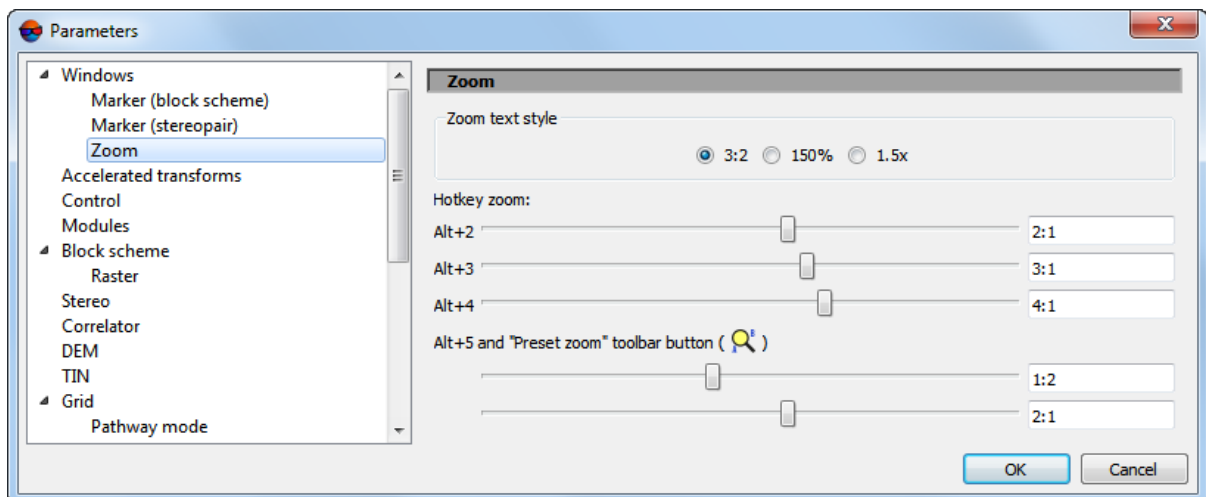 Parameters
Windows
Marker (block scheme)
Marker (stereopair)
Zoom
Accelerated transforms
Control
Modules
Block scheme
Raster
Stereo
Correlator
DEM
TIN
Grid
Pathway mode
Zoom
Zoom text style
3:2 150% 1.5x
Hotkey zoom:
Alt+2 2:1
Alt+3 3:1
Alt+4 4:1
Alt+5 and "Preset zoom" toolbar button ( )
1:2
2:1
OK Cancel